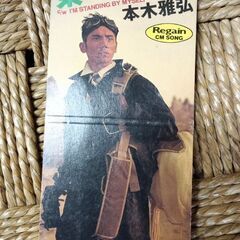 c/w I'M STANDING BY MYSELF
本木雅弘
Regain
CM SONG